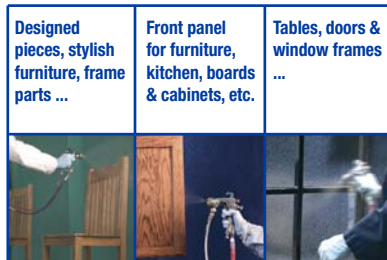 Designed
pieces, stylish
furniture, frame
parts ...
Front panel
for furniture,
kitchen, boards
& cabinets, etc.
Tables, doors &
window frames
...